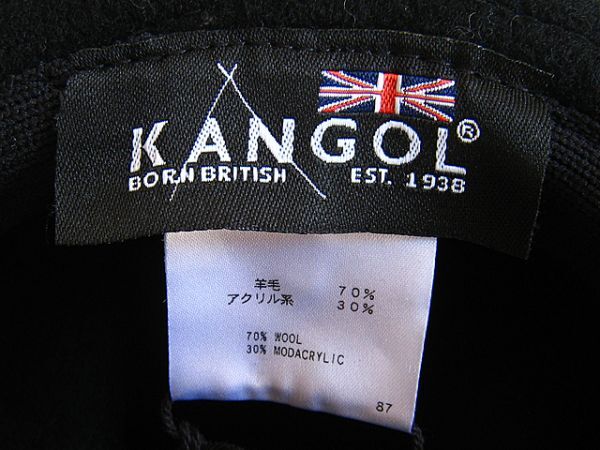 KANGOL®
BORN BRITISH EST. 1938
羊毛 70%
アクリル系 30%
70% WOOL
30% MODACRYLIC
87